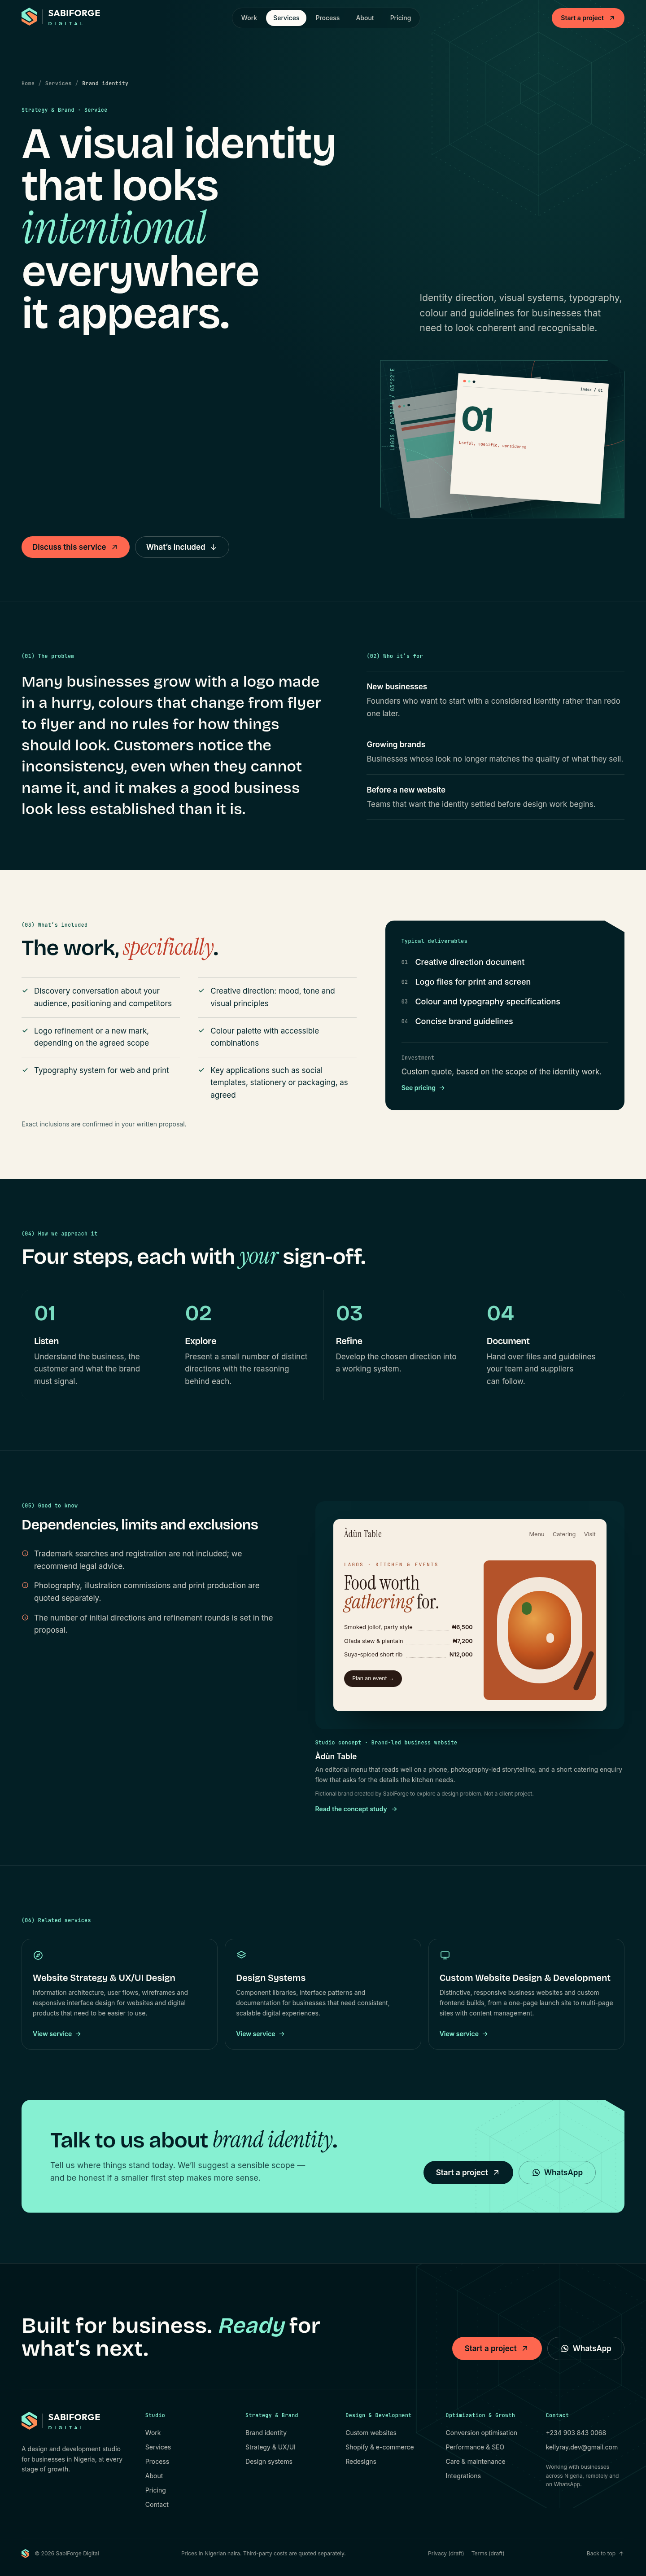 SABIFORGE
DIGITAL
Work
Services
Process
About
Pricing
Start a project
Home / Services / Brand identity
Strategy & Brand · Service
A visual identity
that looks
intentional
everywhere
it appears.
Identity direction, visual systems, typography,
colour and guidelines for businesses that
need to look coherent and recognisable.
index / 01
01
Useful, specific, considered
Discuss this service
What's included
(01) The problem
Many businesses grow with a logo made
in a hurry, colours that change from flyer
to flyer and no rules for how things
should look. Customers notice the
inconsistency, even when they cannot
name it, and it makes a good business
look less established than it is.
(02) Who it's for
New businesses
Founders who want to start with a considered identity rather than redo
one later.
Growing brands
Businesses whose look no longer matches the quality of what they sell.
Before a new website
Teams that want the identity settled before design work begins.
(03) What's included
The work, specifically.
Discovery conversation about your
audience, positioning and competitors
Creative direction: mood, tone and
visual principles
Logo refinement or a new mark,
depending on the agreed scope
Colour palette with accessible
combinations
Typography system for web and print
Key applications such as social
templates, stationery or packaging, as
agreed
Exact inclusions are confirmed in your written proposal.
Typical deliverables
01 Creative direction document
02 Logo files for print and screen
03 Colour and typography specifications
04 Concise brand guidelines
Investment
Custom quote, based on the scope of the identity work.
See pricing →
(04) How we approach it
Four steps, each with your sign-off.
01
Listen
Understand the business, the
customer and what the brand
must signal.
02
Explore
Present a small number of distinct
directions with the reasoning
behind each.
03
Refine
Develop the chosen direction into
a working system.
04
Document
Hand over files and guidelines
your team and suppliers
can follow.
(05) Good to know
Dependencies, limits and exclusions
Trademark searches and registration are not included; we
recommend legal advice.
Photography, illustration commissions and print production are
quoted separately.
The number of initial directions and refinement rounds is set in the
proposal.
Àdùn Table
Menu
Catering
Visit
LAGOS · KITCHEN & EVENTS
Food worth
gathering for.
Smoked jollof, party style ₦6,500
Ofada stew & plantain ₦7,200
Suya-spiced short rib ₦12,000
Plan an event →
Studio concept · Brand-led business website
Àdùn Table
An editorial menu that reads well on a phone, photography-led storytelling, and a short catering enquiry
flow that asks for the details the kitchen needs.
Fictional brand created by SabiForge to explore a design problem. Not a client project.
Read the concept study →
(06) Related services
Website Strategy & UX/UI Design
Information architecture, user flows, wireframes and
responsive interface design for websites and digital
products that need to be easier to use.
View service →
Design Systems
Component libraries, interface patterns and
documentation for businesses that need consistent,
scalable digital experiences.
View service →
Custom Website Design & Development
Distinctive, responsive business websites and custom
frontend builds, from a one-page launch site to multi-page
sites with content management.
View service →
Talk to us about brand identity.
Tell us where things stand today. We'll suggest a sensible scope —
and be honest if a smaller first step makes more sense.
Start a project
WhatsApp
Built for business. Ready for
what's next.
Start a project
WhatsApp
SABIFORGE
DIGITAL
A design and development studio
for businesses in Nigeria, at every
stage of growth.
Studio
Work
Services
Process
About
Pricing
Contact
Strategy & Brand
Brand identity
Strategy & UX/UI
Design systems
Design & Development
Custom websites
Shopify & e-commerce
Redesigns
Optimization & Growth
Conversion optimisation
Performance & SEO
Care & maintenance
Integrations
Contact
+234 903 843 0068
kellyray.dev@gmail.com
Working with businesses
across Nigeria, remotely and
on WhatsApp.
© 2026 SabiForge Digital
Prices in Nigerian naira. Third-party costs are quoted separately.
Privacy (draft)
Terms (draft)
Back to top ↑